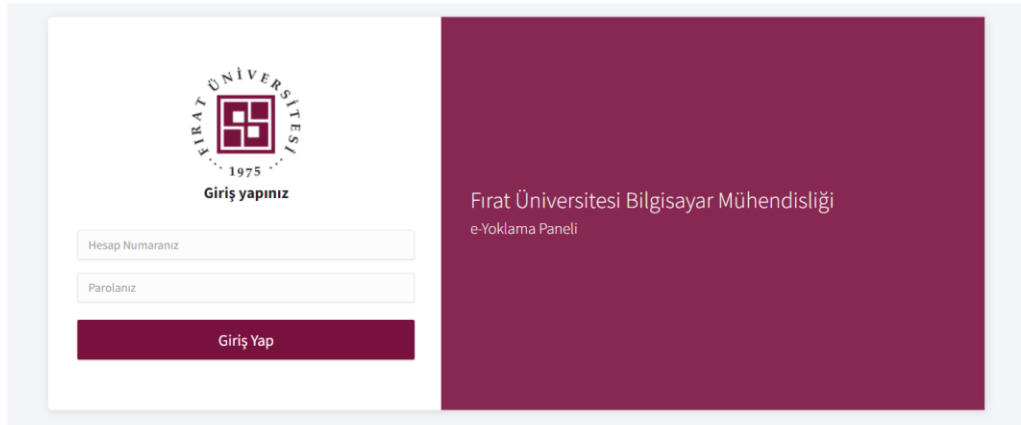 FIRAT ÜNİVERSİTESİ
1975
Giriş yapınız
Hesap Numaranız
Parolanız
Giriş Yap
Fırat Üniversitesi Bilgisayar Mühendisliği
e-Yoklama Paneli